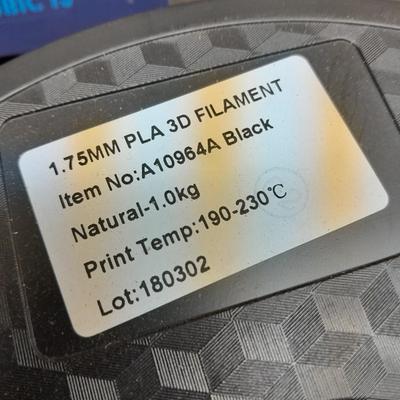 1.75MM PLA 3D FILAMENT
Item No:A10964A Black
Natural-1.0kg
Print Temp:190-230℃
Lot:180302